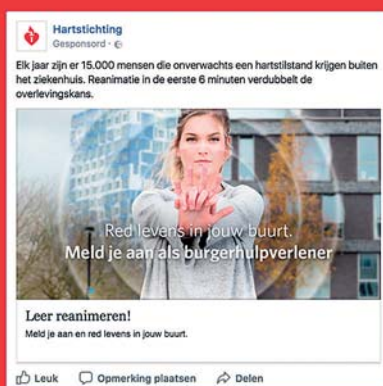 Hartstichting
Gesponsord ·
Elk jaar zijn er 15.000 mensen die onverwachts een hartstilstand krijgen buiten
het ziekenhuis. Reanimatie in de eerste 6 minuten verdubbelt de
overlevingskans.
Red levens in jouw buurt.
Meld je aan als burgerhulpverlener
Leer reanimeren!
Meld je aan en red levens in jouw buurt.
Leuk Opmerking plaatsen Delen